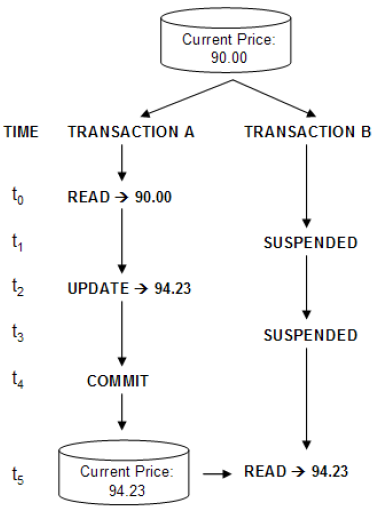 Current Price:
90.00
TIME TRANSACTION A TRANSACTION B
t0 READ → 90.00
t1 SUSPENDED
t2 UPDATE → 94.23
t3 SUSPENDED
t4 COMMIT
Current Price:
t5 READ → 94.23
94.23